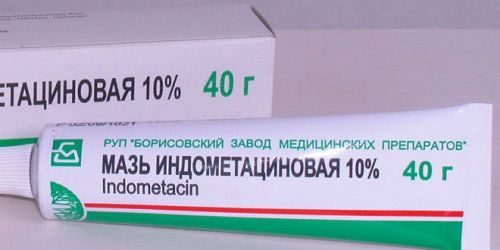 ЕТАЦИНОВАЯ 10% 40 г
РУП "БОРИСОВСКИЙ ЗАВОД МЕДИЦИНСКИХ ПРЕПАРАТОВ"
МАЗЬ ИНДОМЕТАЦИНОВАЯ 10% 40 г
Indometacin